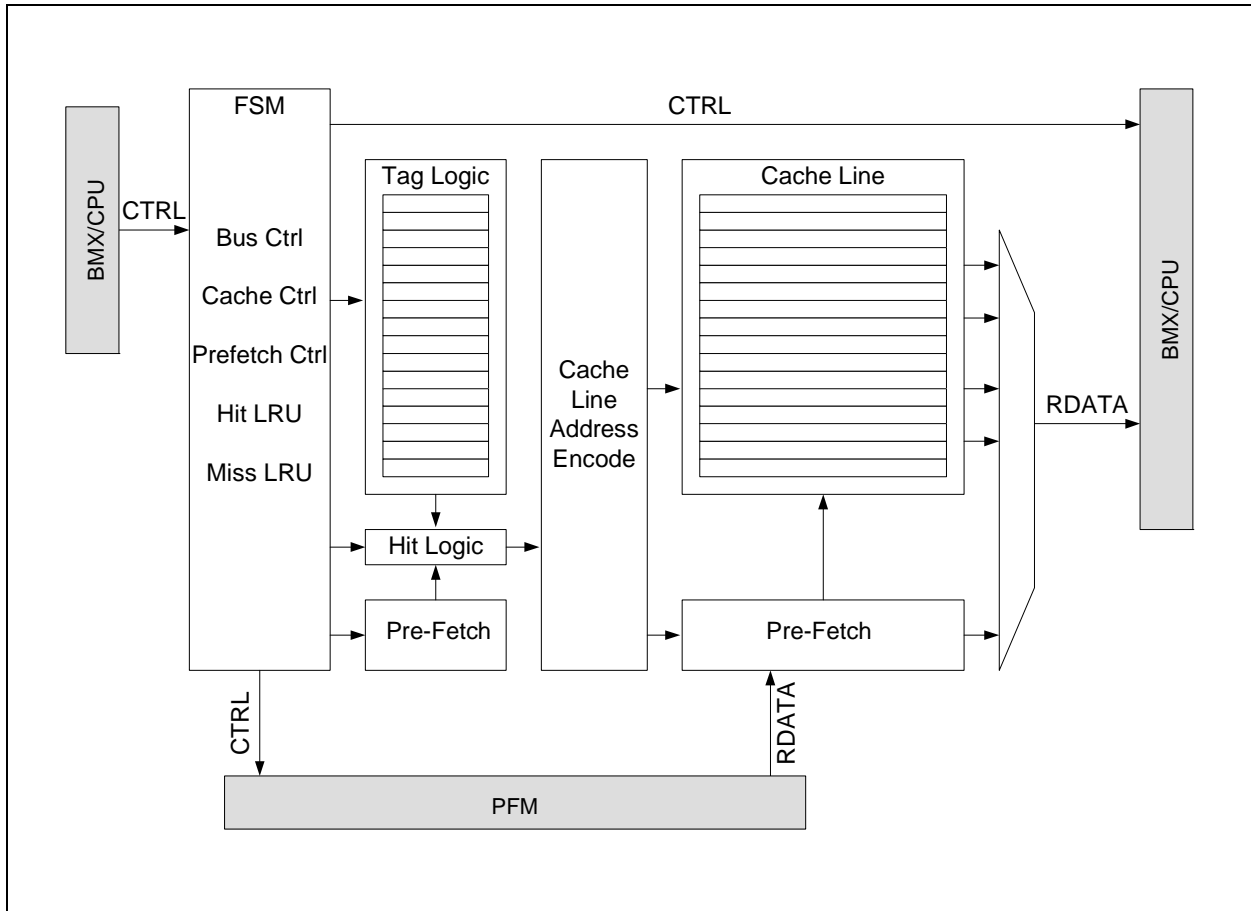 FSM
CTRL
BMX/CPU
CTRL
Bus Ctrl
Cache Ctrl
Prefetch Ctrl
Hit LRU
Miss LRU
Tag Logic
Hit Logic
Pre-Fetch
Cache
Line
Address
Encode
Cache Line
Pre-Fetch
RDATA
BMX/CPU
CTRL
RDATA
PFM